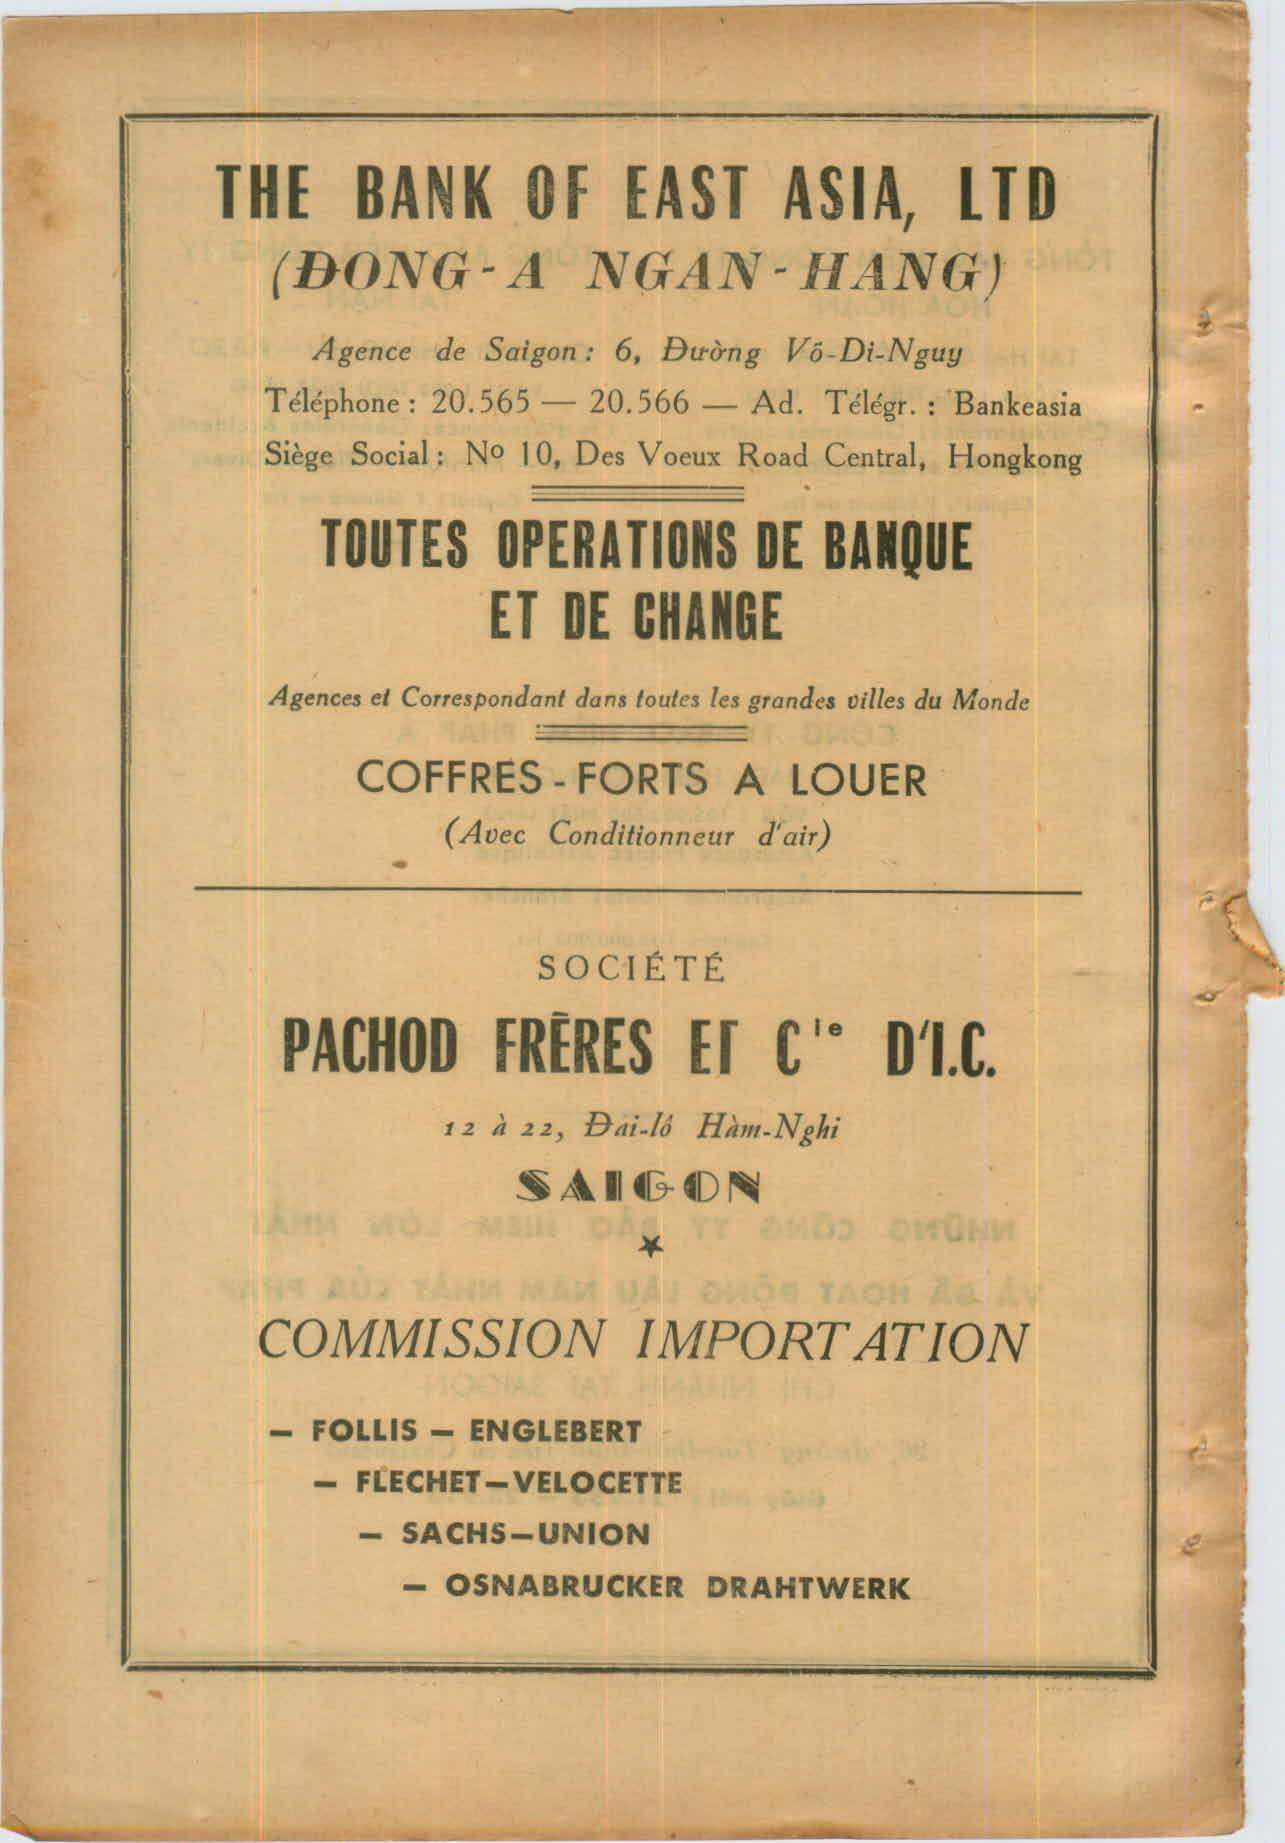 THE BANK OF EAST ASIA, LTD
(ĐONG-A NGAN-HANG)
Agence de Saigon : 6, Đường Võ-Di-Nguy
Téléphone : 20.565 — 20.566 — Ad. Télégr. : Bankeasia
Siège Social : No 10, Des Voeux Road Central, Hongkong
TOUTES OPERATIONS DE BANQUE
ET DE CHANGE
Agences et Correspondant dans toutes les grandes villes du Monde
COFFRES-FORTS A LOUER
(Avec Conditionneur d'air)
SOCIÉTÉ
PACHOD FRÈRES ET Cie D'I.C.
12 à 22, Đai-lô Hàm-Nghi
SAIGON
COMMISSION IMPORTATION
— FOLLIS — ENGLEBERT
— FLECHET—VELOCETTE
— SACHS—UNION
— OSNABRUCKER DRAHTWERK